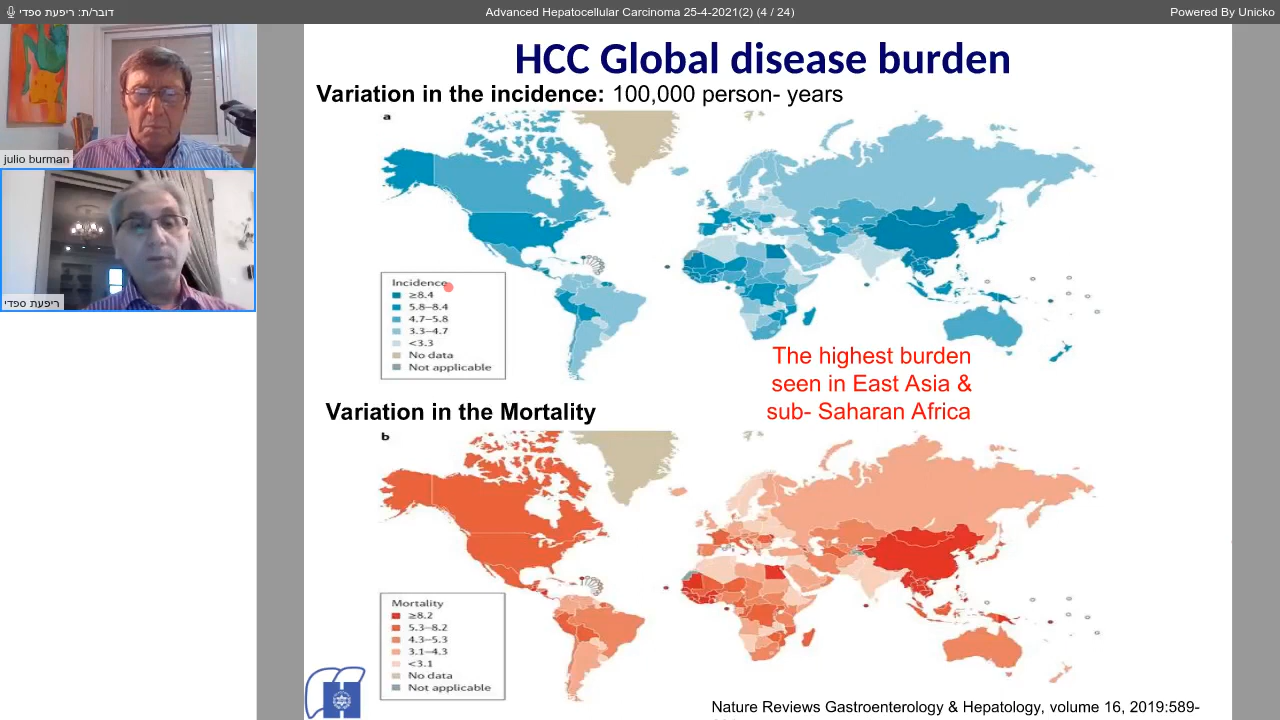 דובר/ת: ריפעת ספדי
Advanced Hepatocellular Carcinoma 25-4-2021(2) (4 / 24)
Powered By Unicko
julio burman
ריפעת ספדי
HCC Global disease burden
Variation in the incidence: 100,000 person- years
a
Incidence
≥8.4
5.8–8.4
4.7–5.8
3.3–4.7
<3.3
No data
Not applicable
The highest burden
seen in East Asia &
sub- Saharan Africa
Variation in the Mortality
b
Mortality
≥8.2
5.3–8.2
4.3–5.3
3.1–4.3
<3.1
No data
Not applicable
Nature Reviews Gastroenterology & Hepatology, volume 16, 2019:589-